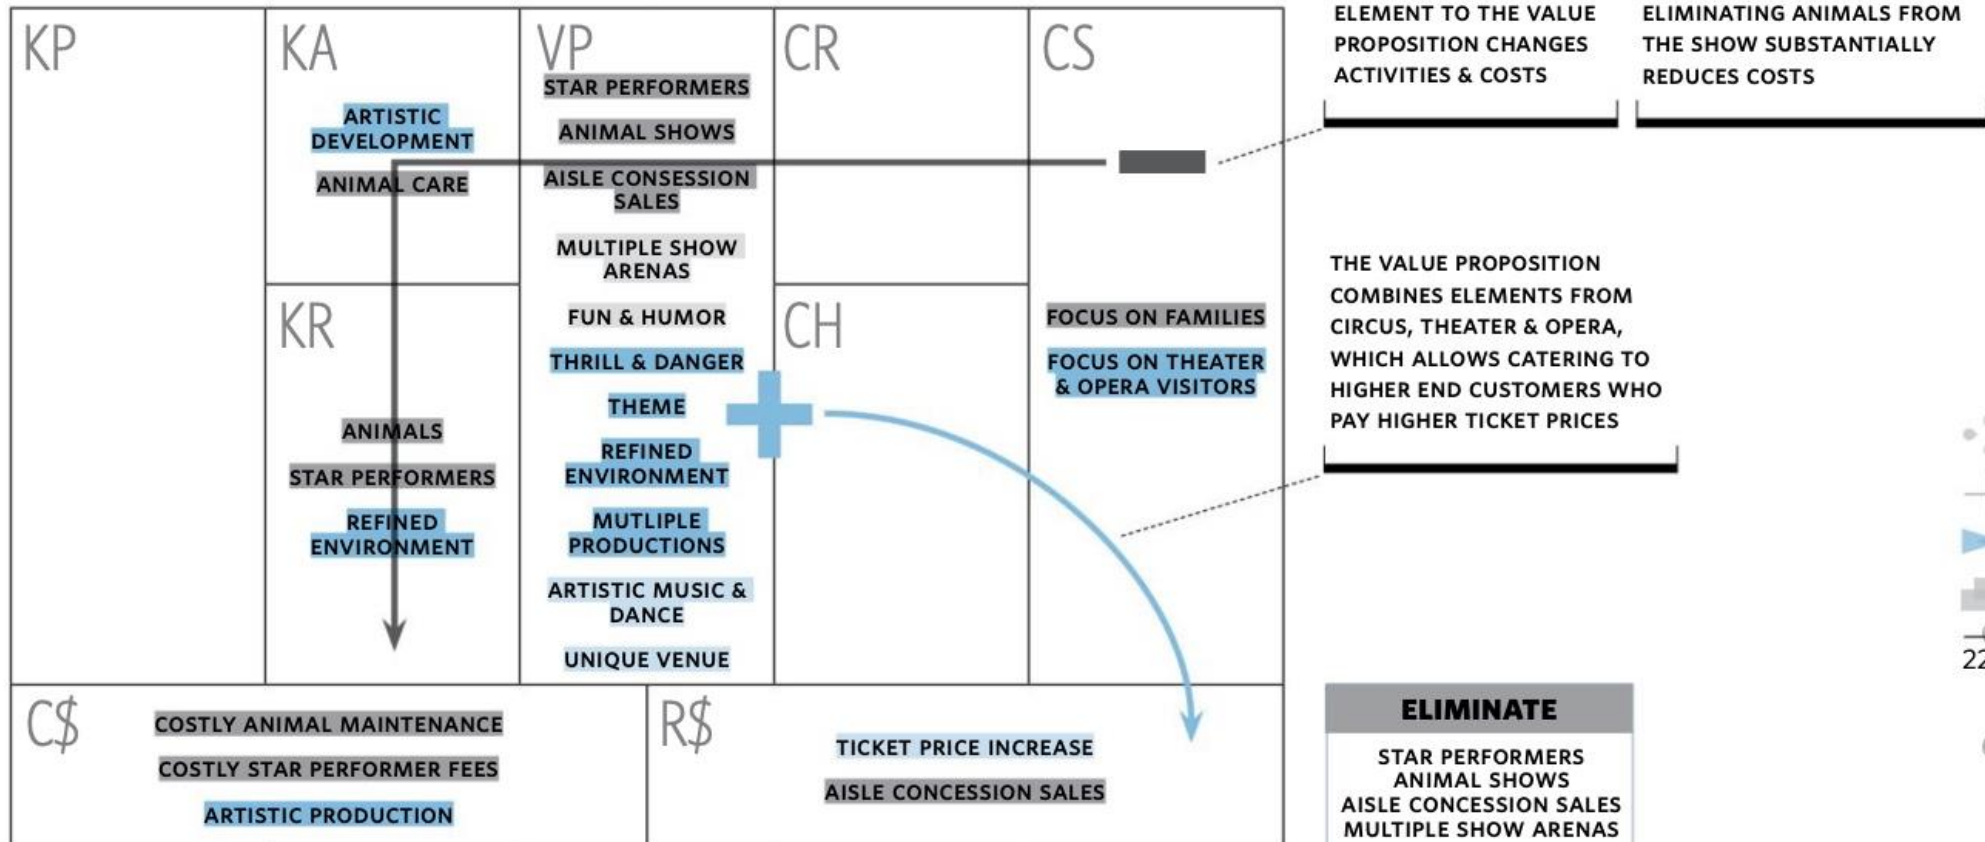 KP
KA
ARTISTIC
DEVELOPMENT
ANIMAL CARE
KR
ANIMALS
STAR PERFORMERS
REFINED
ENVIRONMENT
VP
STAR PERFORMERS
ANIMAL SHOWS
AISLE CONSESSION
SALES
MULTIPLE SHOW
ARENAS
FUN & HUMOR
THRILL & DANGER
THEME
REFINED
ENVIRONMENT
MUTLIPLE
PRODUCTIONS
ARTISTIC MUSIC &
DANCE
UNIQUE VENUE
CR
CH
CS
FOCUS ON FAMILIES
FOCUS ON THEATER
& OPERA VISITORS
C$
COSTLY ANIMAL MAINTENANCE
COSTLY STAR PERFORMER FEES
ARTISTIC PRODUCTION
R$
TICKET PRICE INCREASE
AISLE CONCESSION SALES
ELEMENT TO THE VALUE
PROPOSITION CHANGES
ACTIVITIES & COSTS
ELIMINATING ANIMALS FROM
THE SHOW SUBSTANTIALLY
REDUCES COSTS
THE VALUE PROPOSITION
COMBINES ELEMENTS FROM
CIRCUS, THEATER & OPERA,
WHICH ALLOWS CATERING TO
HIGHER END CUSTOMERS WHO
PAY HIGHER TICKET PRICES
ELIMINATE
STAR PERFORMERS
ANIMAL SHOWS
AISLE CONCESSION SALES
MULTIPLE SHOW ARENAS